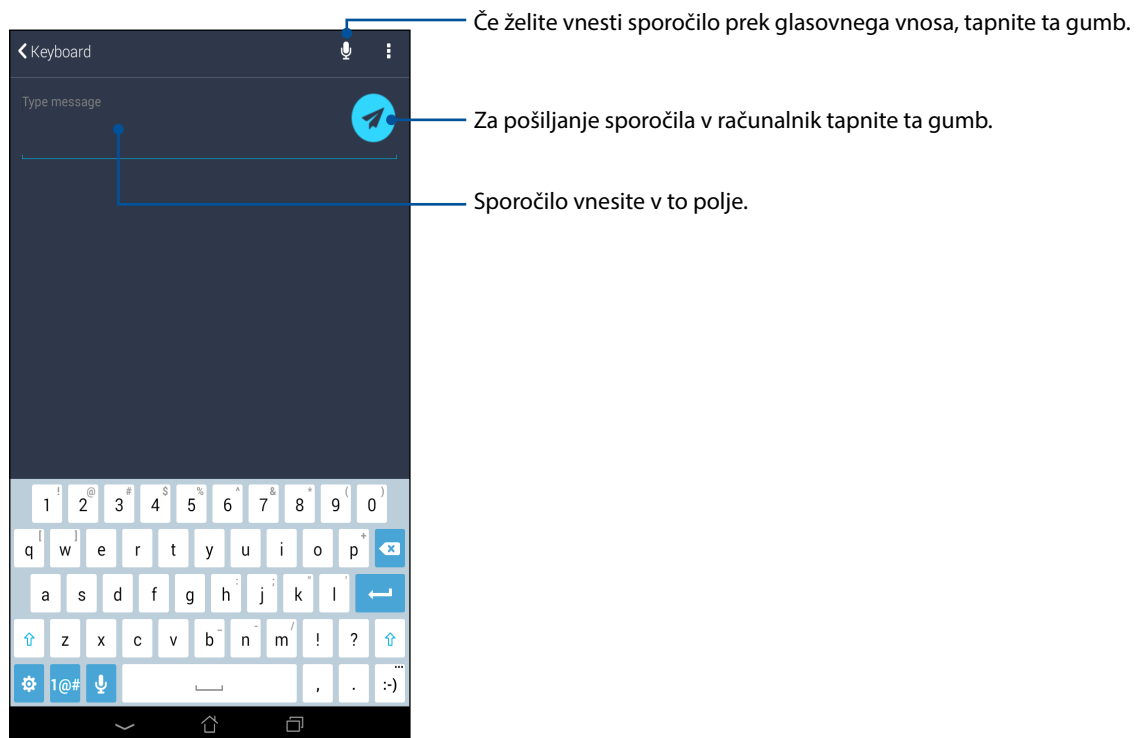 Če želite vnesti sporočilo prek glasovnega vnosa, tapnite ta gumb.
Keyboard
Type message
Za pošiljanje sporočila v računalnik tapnite ta gumb.
Sporočilo vnesite v to polje.
! @ # $ % ^ & * ( )
1 2 3 4 5 6 7 8 9 0
[ ] +
q w e r t y u i o p
: ; " '
a s d f g h j k l
_ ~ /
z x c v b n m ! ?
1@# , . ... :-)